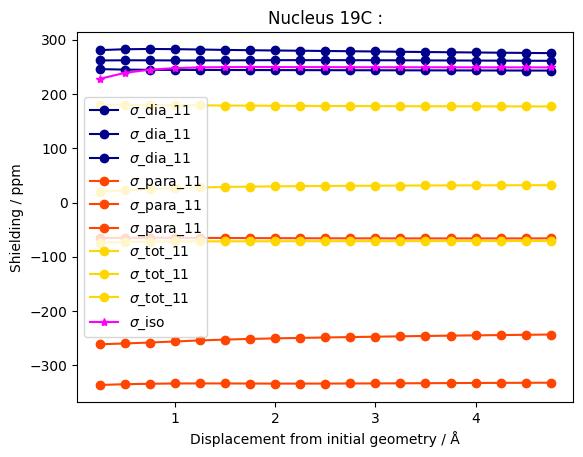 Nucleus 19C :
Shielding / ppm
300
200
100
0
−100
−200
−300
σ_dia_11
σ_dia_11
σ_dia_11
σ_para_11
σ_para_11
σ_para_11
σ_tot_11
σ_tot_11
σ_tot_11
σ_iso
1
2
3
4
Displacement from initial geometry / Å